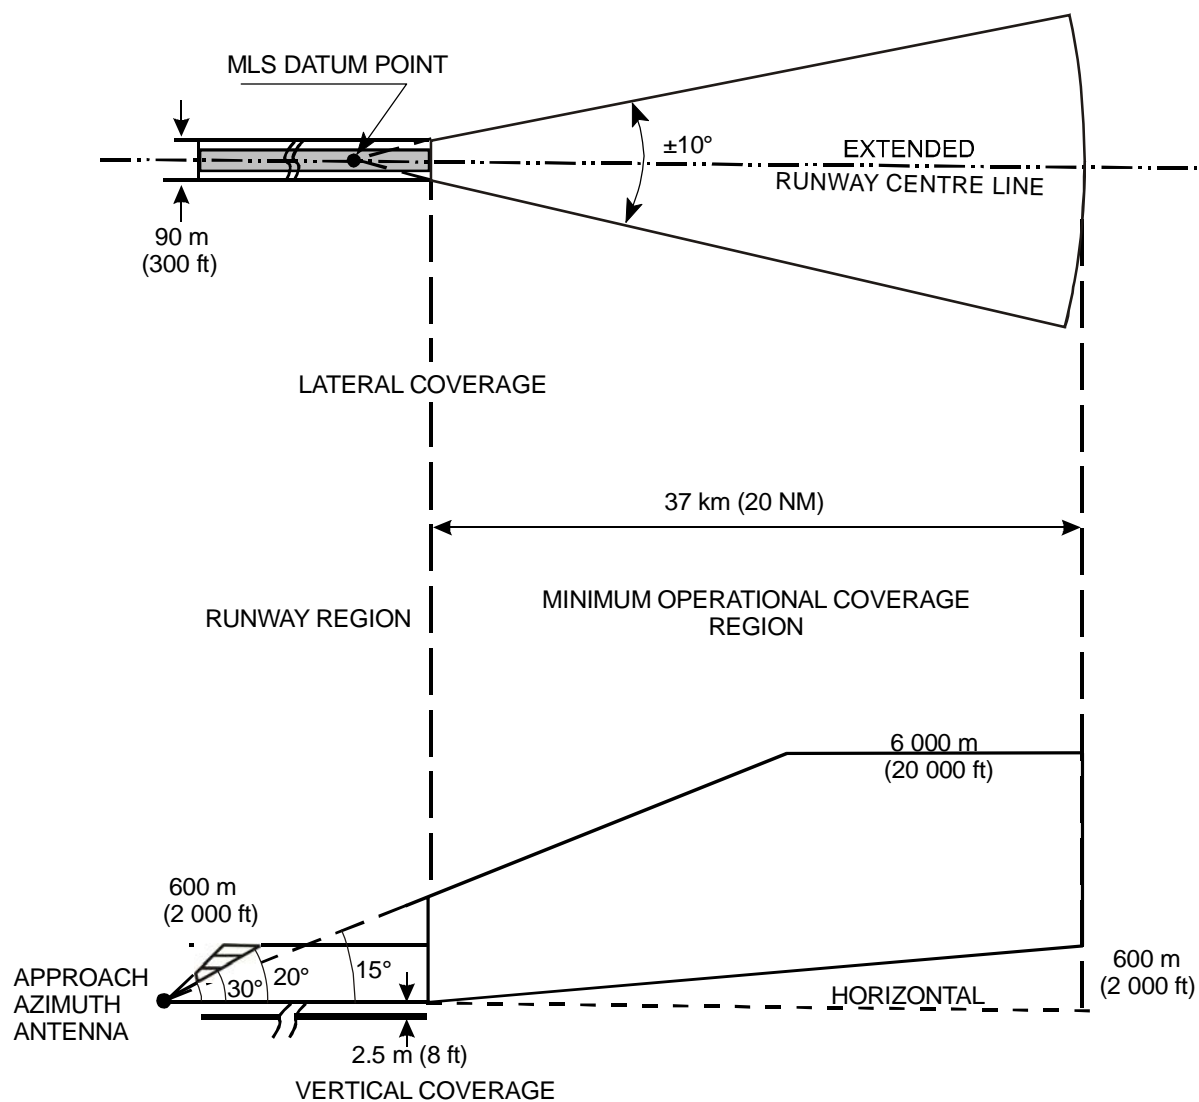 MLS DATUM POINT
±10°
EXTENDED
RUNWAY CENTRE LINE
90 m
(300 ft)
LATERAL COVERAGE
37 km (20 NM)
RUNWAY REGION
MINIMUM OPERATIONAL COVERAGE
REGION
6 000 m
(20 000 ft)
600 m
(2 000 ft)
APPROACH
AZIMUTH
ANTENNA
30°
20°
15°
600 m
(2 000 ft)
HORIZONTAL
2.5 m (8 ft)
VERTICAL COVERAGE